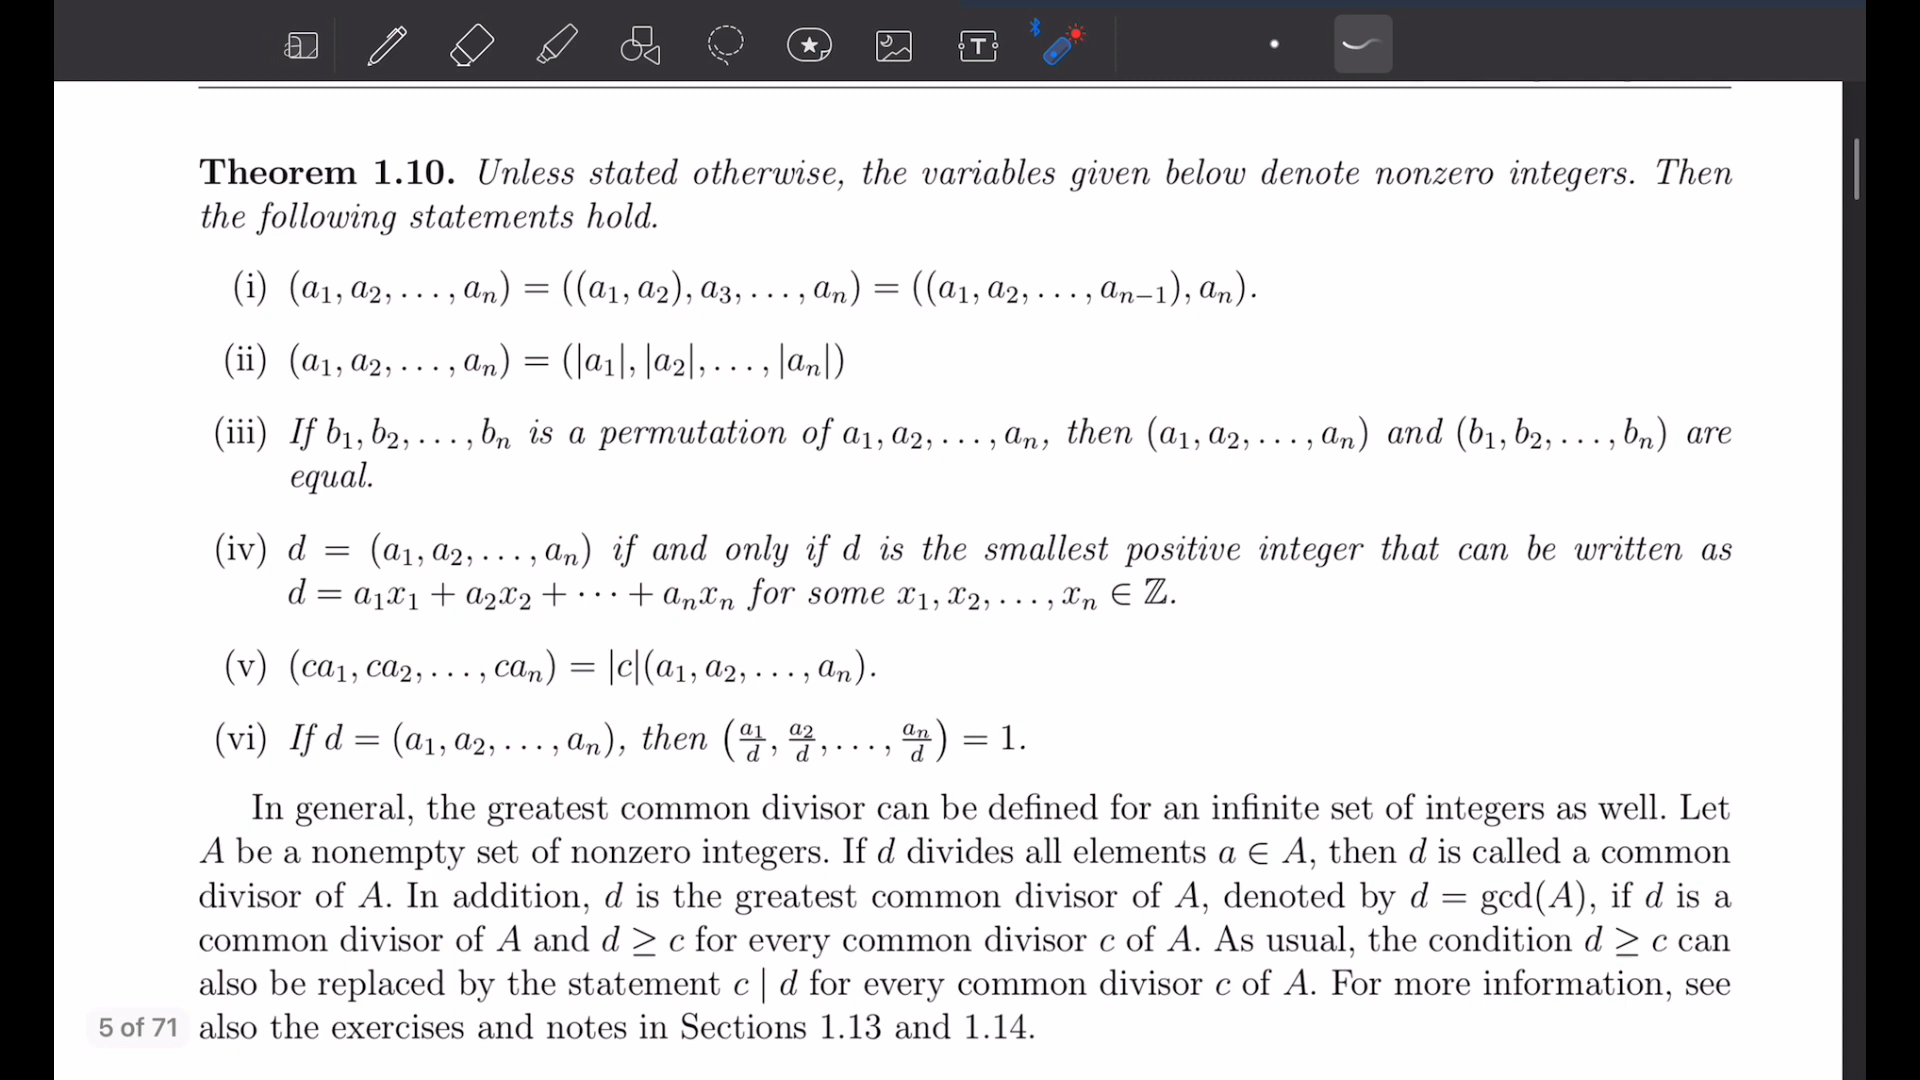 Theorem 1.10. Unless stated otherwise, the variables given below denote nonzero integers. Then
the following statements hold.
(i) (a₁, a₂, . . . , aₙ) = ((a₁, a₂), a₃, . . . , aₙ) = ((a₁, a₂, . . . , aₙ₋₁), aₙ).
(ii) (a₁, a₂, . . . , aₙ) = (|a₁|, |a₂|, . . . , |aₙ|)
(iii) If b₁, b₂, . . . , bₙ is a permutation of a₁, a₂, . . . , aₙ, then (a₁, a₂, . . . , aₙ) and (b₁, b₂, . . . , bₙ) are
equal.
(iv) d = (a₁, a₂, . . . , aₙ) if and only if d is the smallest positive integer that can be written as
d = a₁x₁ + a₂x₂ + · · · + aₙxₙ for some x₁, x₂, . . . , xₙ ∈ ℤ.
(v) (ca₁, ca₂, . . . , caₙ) = |c|(a₁, a₂, . . . , aₙ).
(vi) If d = (a₁, a₂, . . . , aₙ), then (a₁/d, a₂/d, . . . , aₙ/d) = 1.
In general, the greatest common divisor can be defined for an infinite set of integers as well. Let
A be a nonempty set of nonzero integers. If d divides all elements a ∈ A, then d is called a common
divisor of A. In addition, d is the greatest common divisor of A, denoted by d = gcd(A), if d is a
common divisor of A and d ≥ c for every common divisor c of A. As usual, the condition d ≥ c can
also be replaced by the statement c | d for every common divisor c of A. For more information, see
5 of 71 also the exercises and notes in Sections 1.13 and 1.14.